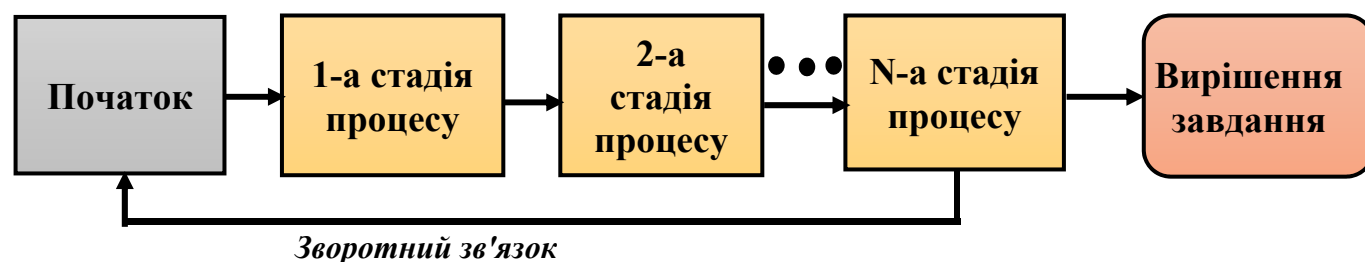 Початок
1-а стадія
процесу
2-а
стадія
процесу
N-а стадія
процесу
Вирішення
завдання
Зворотний зв'язок